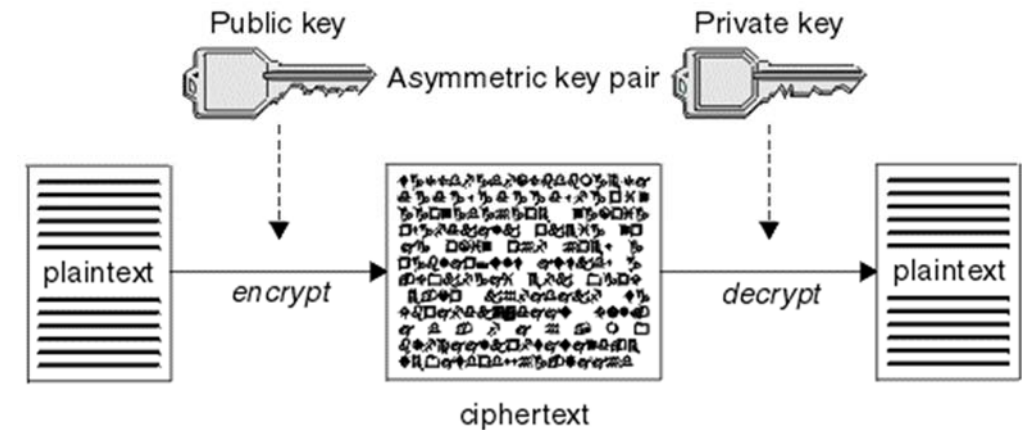 Public key
Private key
Asymmetric key pair
plaintext
encrypt
decrypt
plaintext
ciphertext